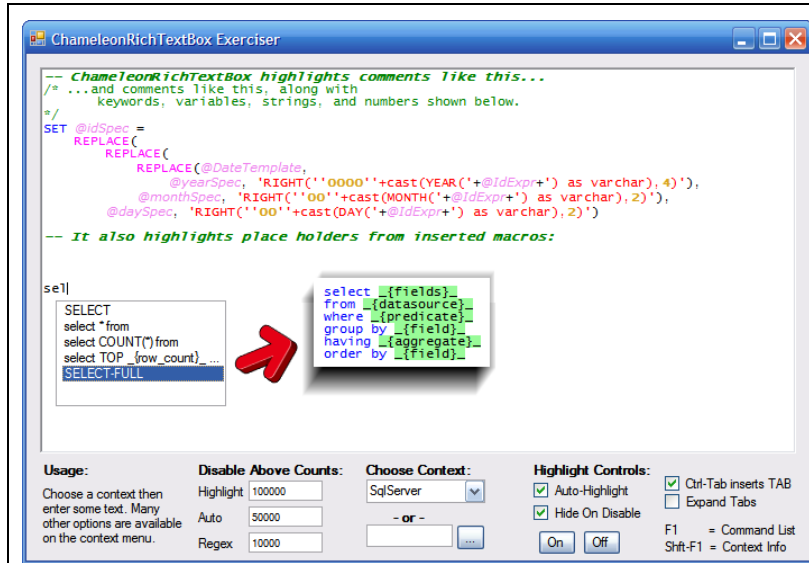 ChameleonRichTextBox Exerciser
-- ChameleonRichTextBox highlights comments like this...
/* ...and comments like this, along with
keywords, variables, strings, and numbers shown below.
*/
SET @idSpec =
REPLACE(
REPLACE(
REPLACE(@DateTemplate,
@yearSpec, 'RIGHT(''0000''+cast(YEAR('+@IdExpr+') as varchar),4)'),
@monthSpec, 'RIGHT(''00''+cast(MONTH('+@IdExpr+') as varchar),2)'),
@daySpec, 'RIGHT(''00''+cast(DAY('+@IdExpr+') as varchar),2)')
-- It also highlights place holders from inserted macros:
sel
SELECT
select * from
select COUNT(*) from
select TOP _{row_count}_ ...
SELECT-FULL
select _{fields}_
from _{datasource}_
where _{predicate}_
group by _{field}_
having _{aggregate}_
order by _{field}_
Usage:
Choose a context then
enter some text. Many
other options are available
on the context menu.
Disable Above Counts:
Highlight 100000
Auto 50000
Regex 10000
Choose Context:
SqlServer
- or -
...
Highlight Controls:
Auto-Highlight
Hide On Disable
On Off
Ctrl-Tab inserts TAB
Expand Tabs
F1 = Command List
Shft-F1 = Context Info